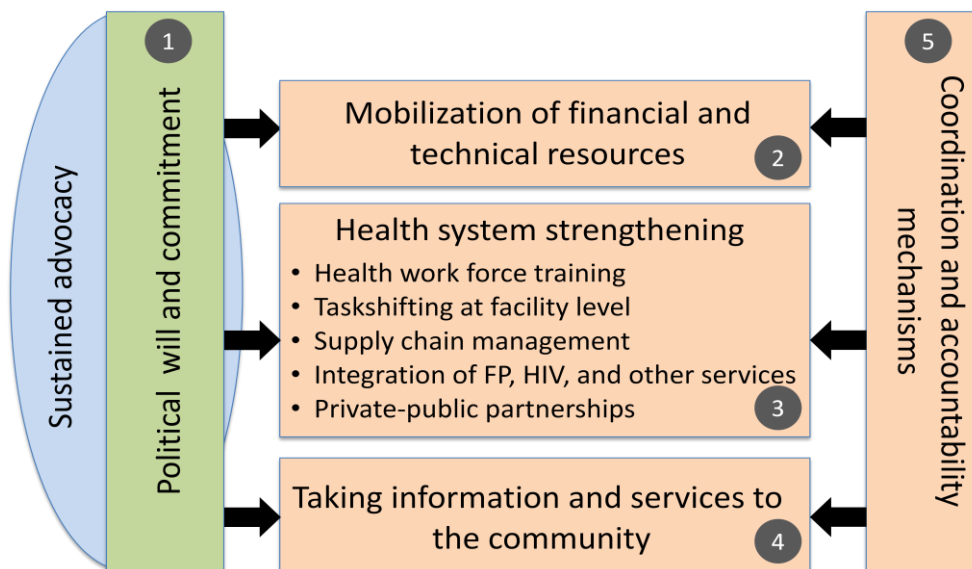 Sustained advocacy
1
Political will and commitment
Mobilization of financial and
technical resources
2
Health system strengthening
• Health work force training
• Taskshifting at facility level
• Supply chain management
• Integration of FP, HIV, and other services
• Private-public partnerships
3
Taking information and services to
the community
4
5
Coordination and accountability
mechanisms